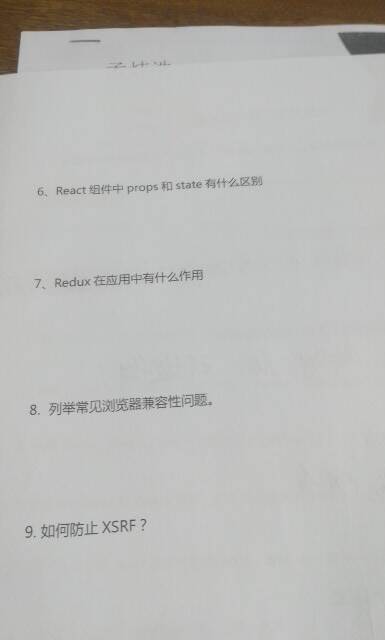 6、React 组件中 props 和 state 有什么区别
7、Redux 在应用中有什么作用
8. 列举常见浏览器兼容性问题。
9. 如何防止 XSRF？